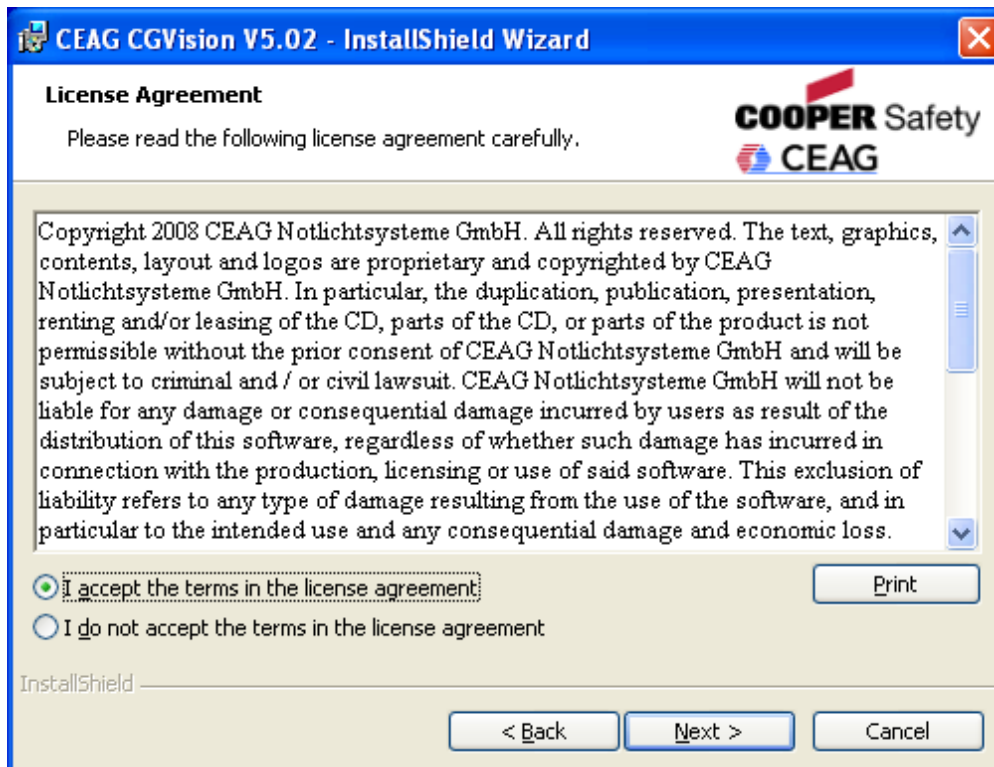 CEAG CGVision V5.02 - InstallShield Wizard
License Agreement
Please read the following license agreement carefully.
COOPER Safety
CEAG
Copyright 2008 CEAG Notlichtsysteme GmbH. All rights reserved. The text, graphics,
contents, layout and logos are proprietary and copyrighted by CEAG
Notlichtsysteme GmbH. In particular, the duplication, publication, presentation,
renting and/or leasing of the CD, parts of the CD, or parts of the product is not
permissible without the prior consent of CEAG Notlichtsysteme GmbH and will be
subject to criminal and / or civil lawsuit. CEAG Notlichtsysteme GmbH will not be
liable for any damage or consequential damage incurred by users as result of the
distribution of this software, regardless of whether such damage has incurred in
connection with the production, licensing or use of said software. This exclusion of
liability refers to any type of damage resulting from the use of the software, and in
particular to the intended use and any consequential damage and economic loss.
I accept the terms in the license agreement
Print
I do not accept the terms in the license agreement
InstallShield
< Back
Next >
Cancel